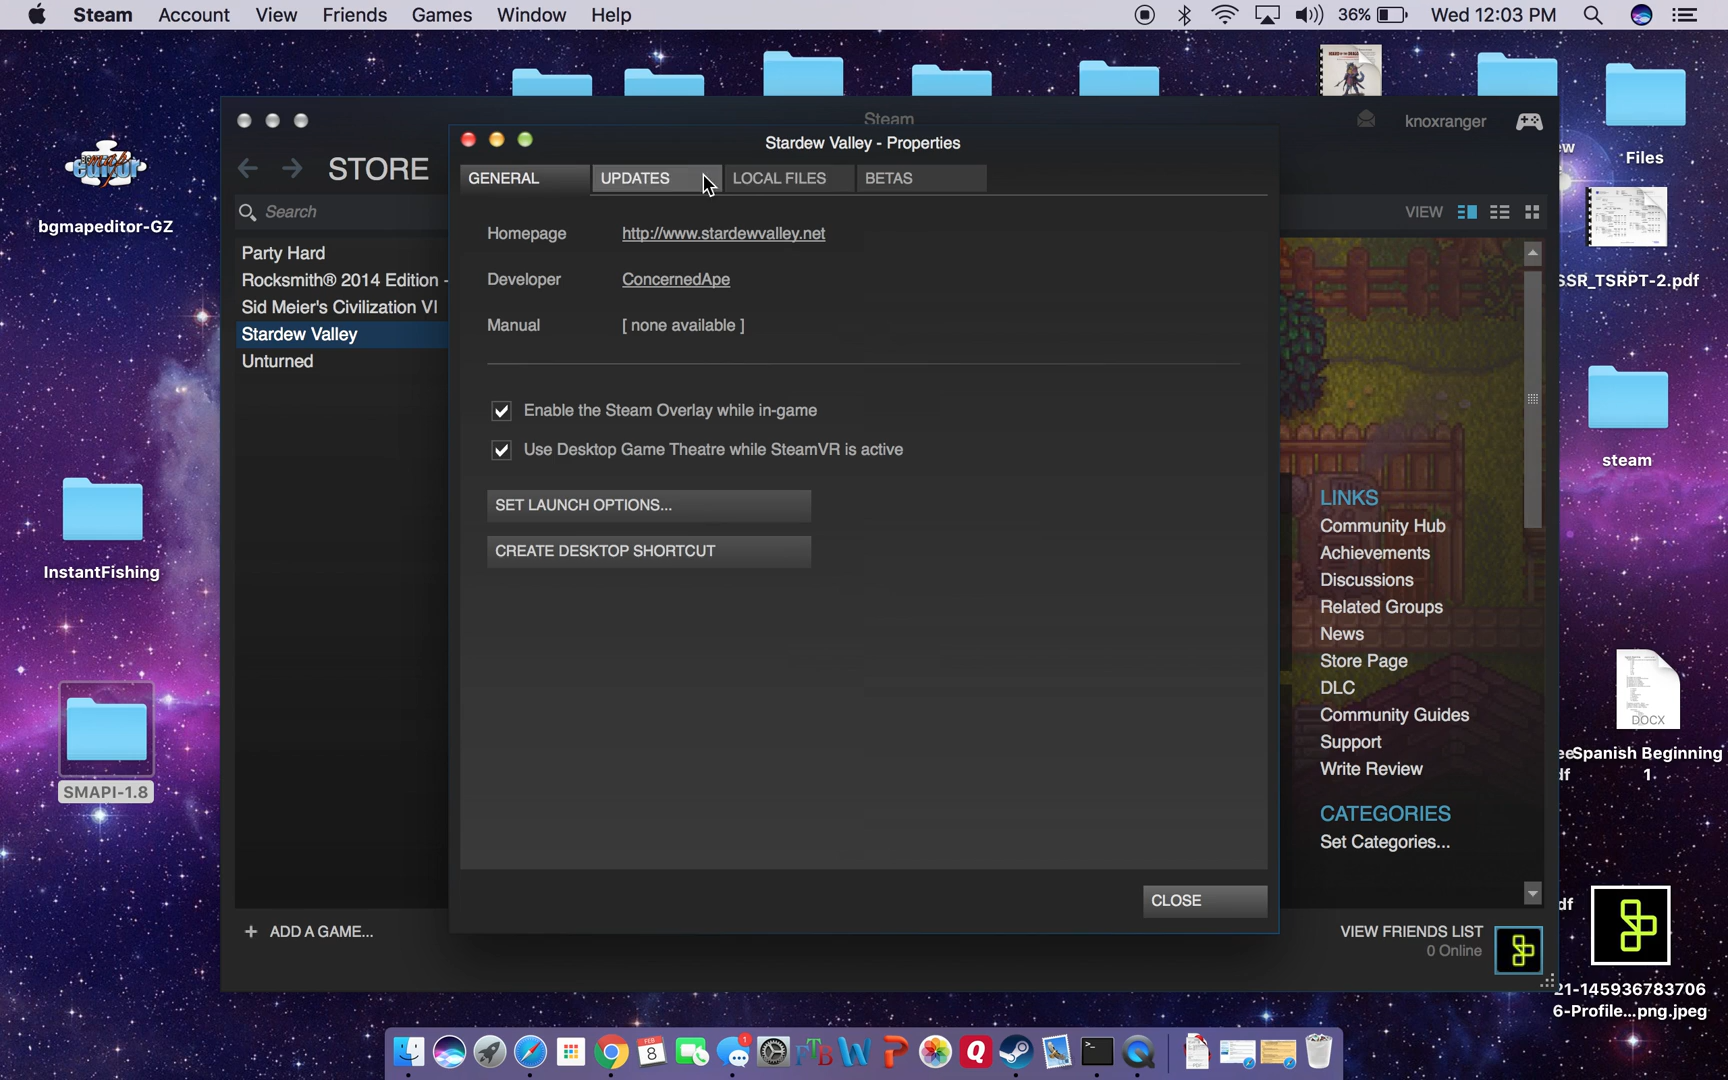 Steam Account View Friends Games Window Help 36% Wed 12:03 PM
Steam
knoxranger
STORE
Search
VIEW
Party Hard
Rocksmith® 2014 Edition -
Sid Meier's Civilization VI
Stardew Valley
Unturned
+ ADD A GAME...
Stardew Valley - Properties
GENERAL UPDATES LOCAL FILES BETAS
Homepage http://www.stardewvalley.net
Developer ConcernedApe
Manual [ none available ]
Enable the Steam Overlay while in-game
Use Desktop Game Theatre while SteamVR is active
SET LAUNCH OPTIONS...
CREATE DESKTOP SHORTCUT
CLOSE
LINKS
Community Hub
Achievements
Discussions
Related Groups
News
Store Page
DLC
Community Guides
Support
Write Review
CATEGORIES
Set Categories...
VIEW FRIENDS LIST
0 Online
bgmapeditor-GZ
InstantFishing
SMAPI-1.8
ew
Files
SSR_TSRPT-2.pdf
steam
DOCX
Spanish Beginning
1
df
21-145936783706
6-Profile...png.jpeg
FEB
8
1
FTB
W
P
Q